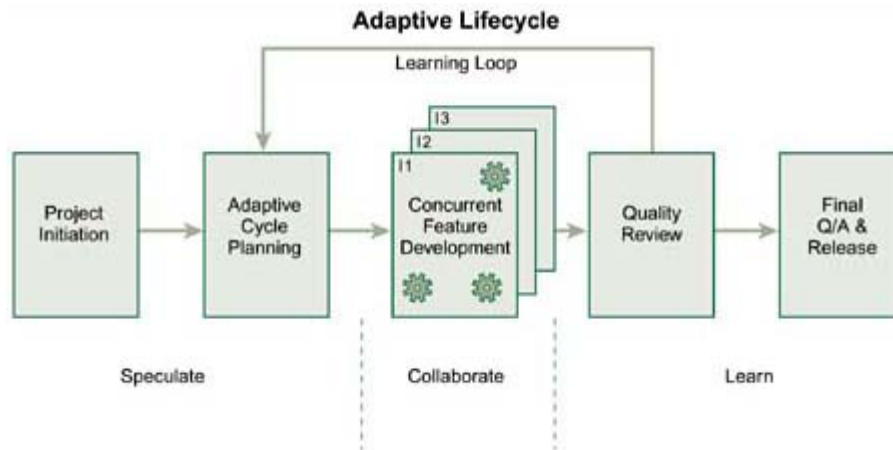 Adaptive Lifecycle
Learning Loop
Project
Initiation
Adaptive
Cycle
Planning
I3
I2
I1
Concurrent
Feature
Development
Quality
Review
Final
Q/A &
Release
Speculate
Collaborate
Learn